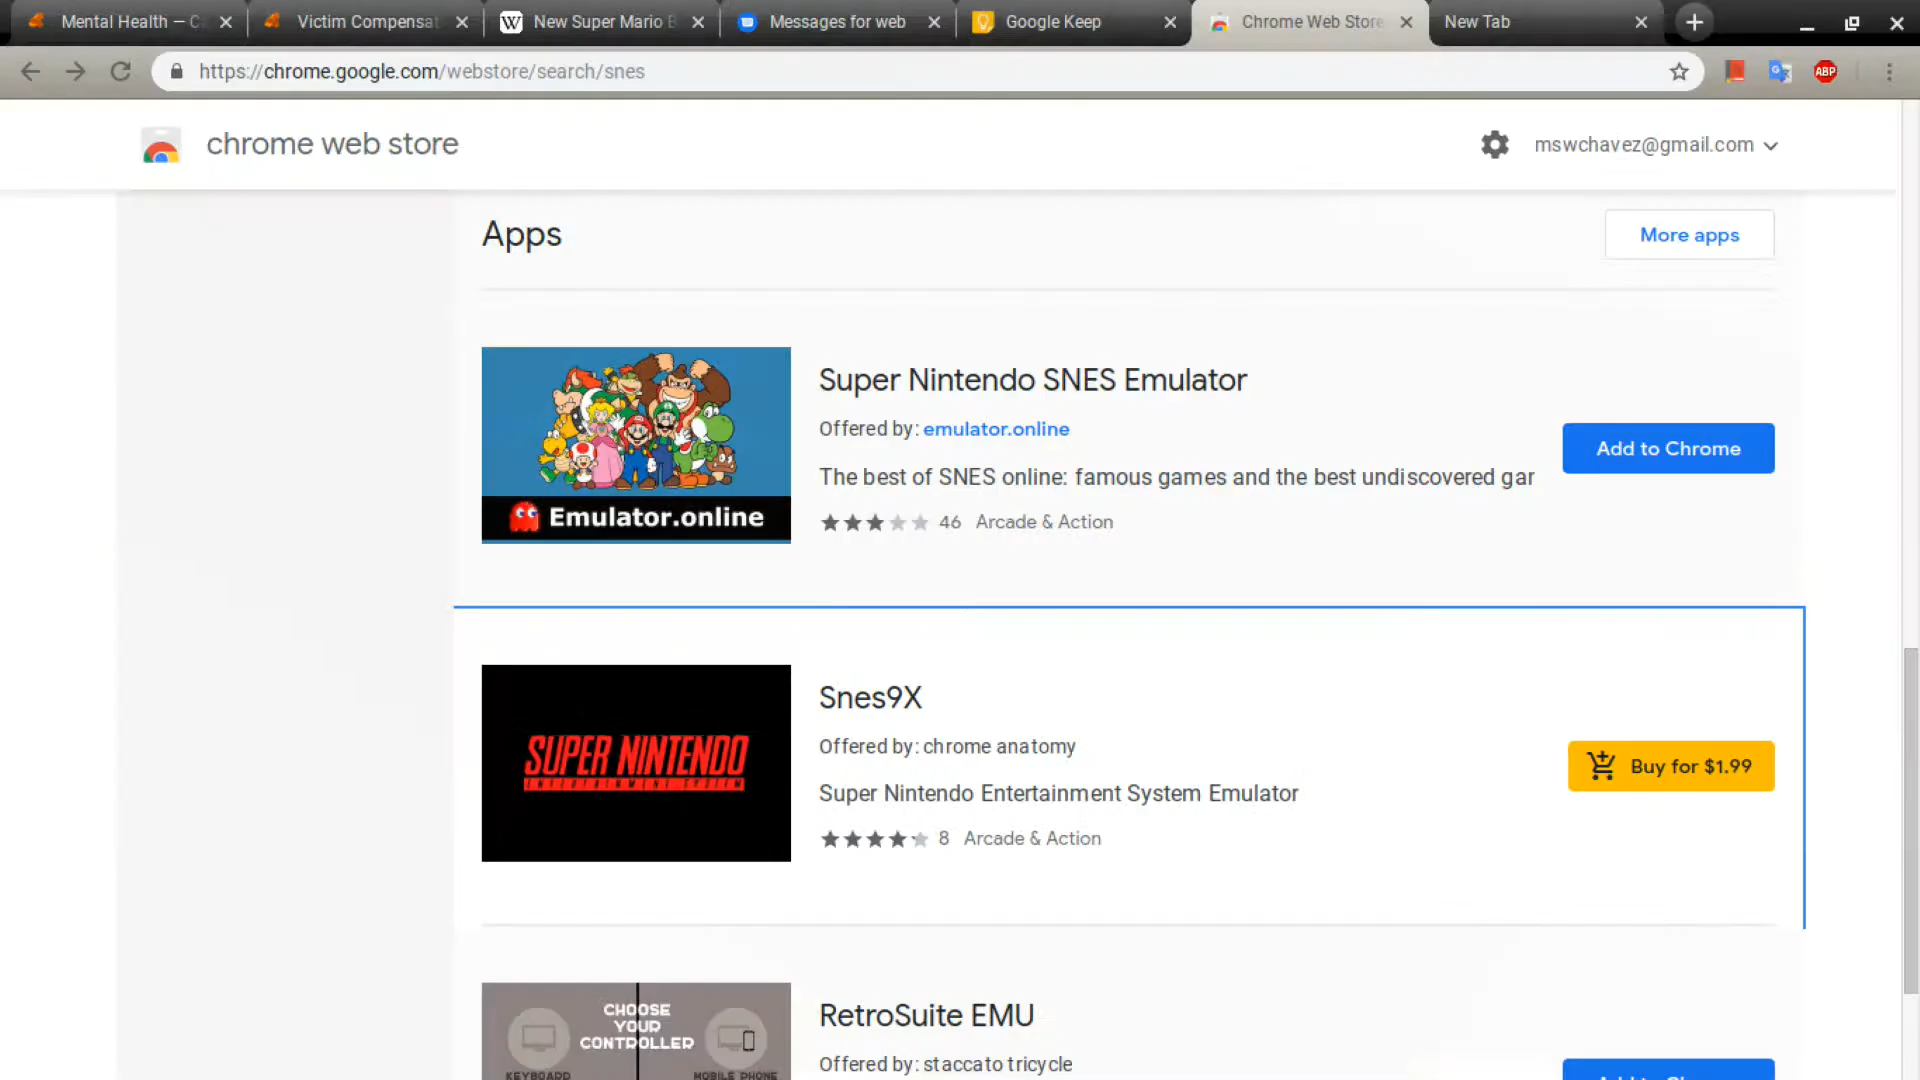 Mental Health — C
Victim Compensat
New Super Mario B
Messages for web
Google Keep
Chrome Web Store
New Tab
https://chrome.google.com/webstore/search/snes
ABP
chrome web store
mswchavez@gmail.com
Apps
More apps
Emulator.online
Super Nintendo SNES Emulator
Offered by: emulator.online
The best of SNES online: famous games and the best undiscovered gar
46 Arcade & Action
Add to Chrome
SUPER NINTENDO
ENTERTAINMENT SYSTEM
Snes9X
Offered by: chrome anatomy
Super Nintendo Entertainment System Emulator
8 Arcade & Action
Buy for $1.99
CHOOSE
YOUR
CONTROLLER
KEYBOARD
MOBILE PHONE
RetroSuite EMU
Offered by: staccato tricycle